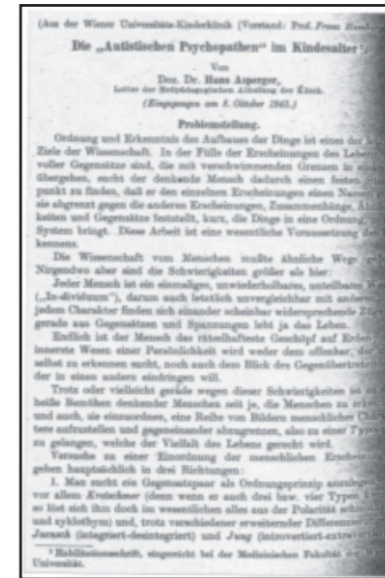 (Aus der Wiener Universitäts-Kinderklinik (Vorstand: Prof. Franz
Die „Autistischen Psychopathen“ im Kindesalter
Von
Doz. Dr. Hans Asperger,
Leiter der Heilpädagogischen Abteilung der Klinik.
(Eingegangen am 8. Oktober 1943.)
Problemstellung.
Ordnung und Erkenntnis des Aufbaues der Dinge ist eines der
Ziele der Wissenschaft. In der Fülle der Erscheinungen des Lebens
voller Gegensätze sind, die mit verschwimmenden Grenzen in
übergehen, sucht der denkende Mensch dadurch einen festen
punkt zu finden, daß er den einzelnen Erscheinungen einen Namen
sie abgrenzt gegen die anderen Erscheinungen, Zusammenhänge,
keiten und Gegensätze feststellt, kurz, die Dinge in eine Ordnung,
System bringt. Diese Arbeit ist eine wesentliche Voraussetzung des
kennens.
Die Wissenschaft vom Menschen mußte ähnliche Wege
Nirgendwo aber sind die Schwierigkeiten größer als hier:
Jeder Mensch ist ein einmaliges, unwiederholbares, unteilbares
(„In-dividuum“), darum auch letztlich unvergleichbar mit anderen.
jedem Charakter finden sich einander scheinbar widersprechende
gerade aus Gegensätzen und Spannungen lebt ja das Leben.
Endlich ist der Mensch das rätselhafteste Geschöpf auf Erden
innerste Wesen einer Persönlichkeit wird weder dem offenbar, der
selbst zu erkennen sucht, noch auch dem Blick des Gegenübertretenden
der in einen andern eindringen will.
Trotz oder vielleicht gerade wegen dieser Schwierigkeiten ist
heiße Bemühen denkender Menschen seit je, die Menschen zu
und auch, sie einzuordnen, eine Reihe von Bildern menschlicher
tere aufzustellen und gegeneinander abzugrenzen, also zu einer
zu gelangen, welche der Vielfalt des Lebens gerecht wird.
Versuche zu einer Einordnung der menschlichen
gehen hauptsächlich in drei Richtungen:
1. Man sucht ein Gegensatzpaar als Ordnungsprinzip
vor allem Kretschmer (denn wenn er auch drei bzw. vier Typen
so löst sich ihm doch im wesentlichen alles aus der Polarität
und zyklothym) und, trotz verschiedener erweiternder
Jaensch (integriert-desintegriert) und Jung (introvertiert-extravertiert
¹ Habilitationsschrift, eingereicht bei der Medizinischen Fakultät der
Universität.